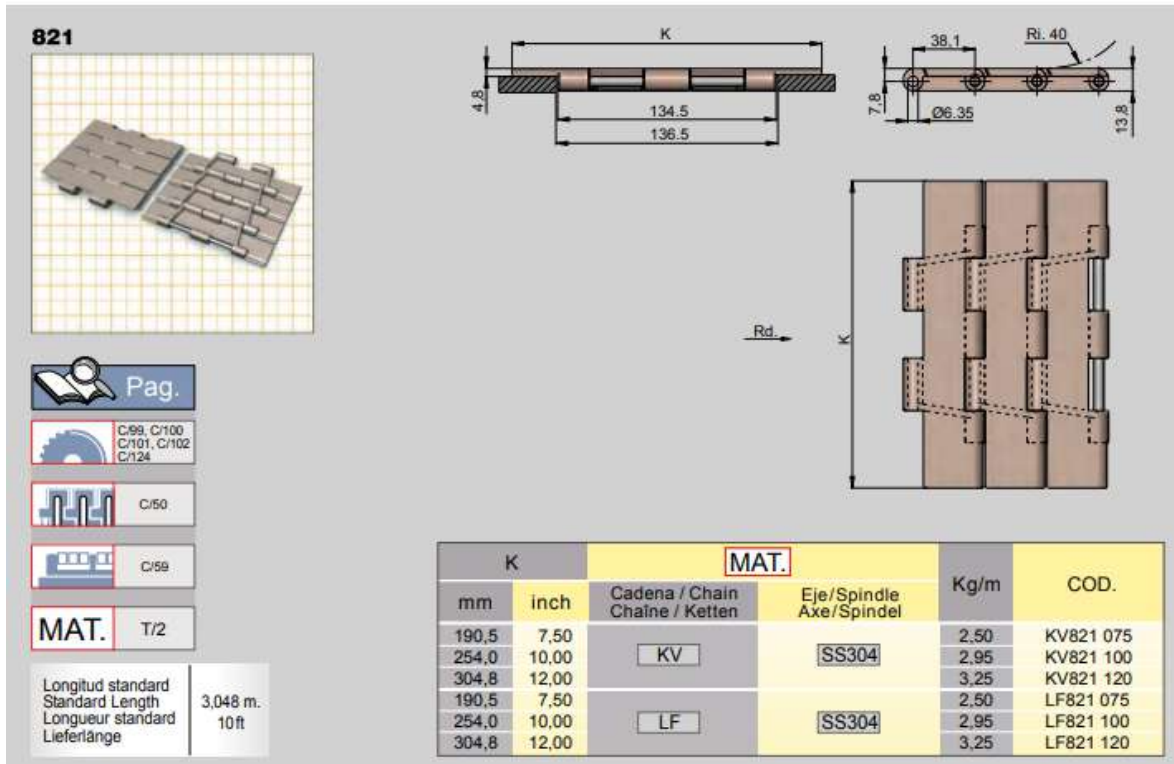 821
K
4,8
134.5
136.5
38,1
Ri. 40
7,8
Ø6.35
13,8
Rd.
K
Pag.
C/99, C/100
C/101, C/102
C/124
C/50
C/59
MAT. T/2
Longitud standard
Standard Length
Longueur standard
Lieferlänge
3,048 m.
10 ft
K MAT. Kg/m COD.
mm inch Cadena / Chain Eje/Spindle
Chaîne / Ketten Axe/Spindel
190,5 7,50 2,50 KV821 075
254,0 10,00 KV SS304 2,95 KV821 100
304,8 12,00 3,25 KV821 120
190,5 7,50 2,50 LF821 075
254,0 10,00 LF SS304 2,95 LF821 100
304,8 12,00 3,25 LF821 120